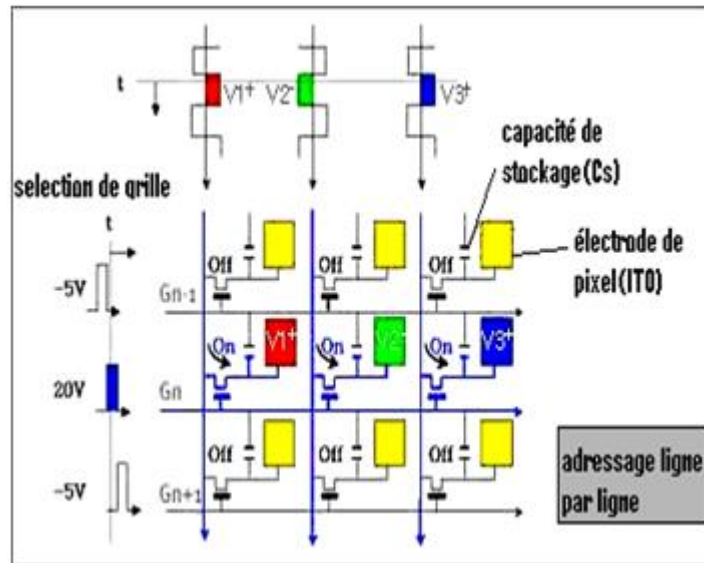 t
V1+
V2-
V3+
capacité de
stockage(Cs)
selection de grille
t
électrode de
pixel(ITO)
-5V
Off
Off
Off
Gn-1
V1+
V2-
V3+
On
On
On
20V
Gn
Off
Off
Off
-5V
Gn+1
adressage ligne
par ligne